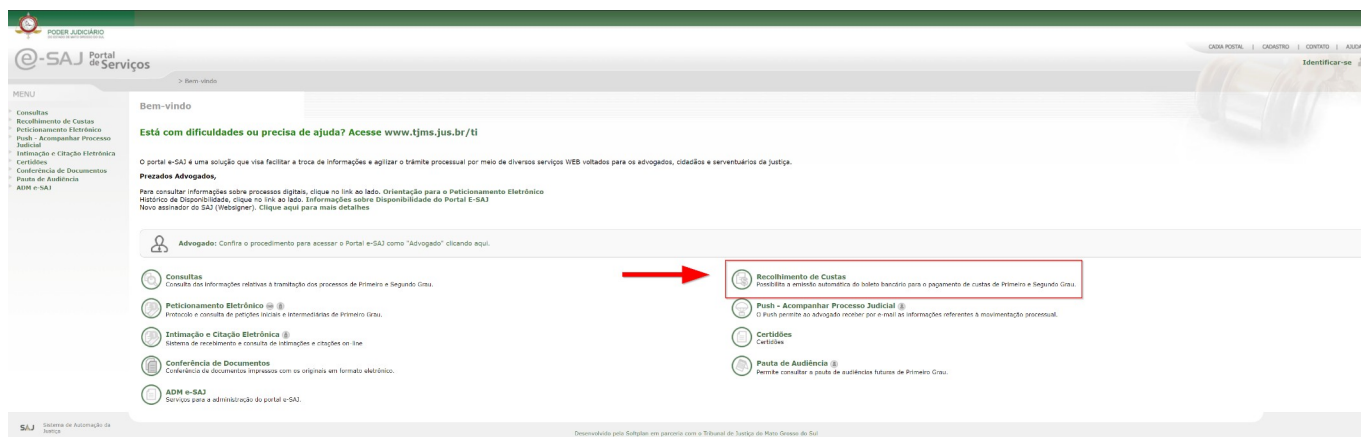 PODER JUDICIÁRIO
e-SAJ Portal de Serviços
CAIXA POSTAL | CADASTRO | CONTATO | AJUDA
Identificar-se
> Bem-vindo
MENU
Consultas
Recolhimento de Custas
Peticionamento Eletrônico
Push - Acompanhar Processo
Judicial
Intimação e Citação Eletrônica
Certidões
Conferência de Documentos
Pauta de Audiência
ADM e-SAJ
Bem-vindo
Está com dificuldades ou precisa de ajuda? Acesse www.tjms.jus.br/ti
O portal e-SAJ é uma solução que visa facilitar a troca de informações e agilizar o trâmite processual por meio de diversos serviços WEB voltados para os advogados, cidadãos e serventuários da justiça.
Prezados Advogados,
Para consultar informações sobre processos digitais, clique no link ao lado. Orientação para o Peticionamento Eletrônico
Histórico de Disponibilidade, clique no link ao lado. Informações sobre Disponibilidade do Portal E-SAJ
Novo assinador do SAJ (Websigner). Clique aqui para mais detalhes
Advogado: Confira o procedimento para acessar o Portal e-SAJ como "Advogado" clicando aqui.
Consultas
Consulta das informações relativas à tramitação dos processos de Primeiro e Segundo Grau.
Recolhimento de Custas
Possibilita a emissão automática do boleto bancário para o pagamento de custas de Primeiro e Segundo Grau.
Peticionamento Eletrônico
Protocolo e consulta de petições iniciais e intermediárias de Primeiro Grau.
Push - Acompanhar Processo Judicial
O Push permite ao advogado receber por e-mail as informações referentes à movimentação processual.
Intimação e Citação Eletrônica
Sistema de recebimento e consulta de intimações e citações on-line
Certidões
Certidões
Conferência de Documentos
Conferência de documentos impressos com os originais em formato eletrônico.
Pauta de Audiência
Permite consultar a pauta de audiências futuras de Primeiro Grau.
ADM e-SAJ
Serviços para a administração do portal e-SAJ.
SAJ Sistema de Automação da
Justiça
Desenvolvido pela Softplan em parceria com o Tribunal de Justiça do Mato Grosso do Sul